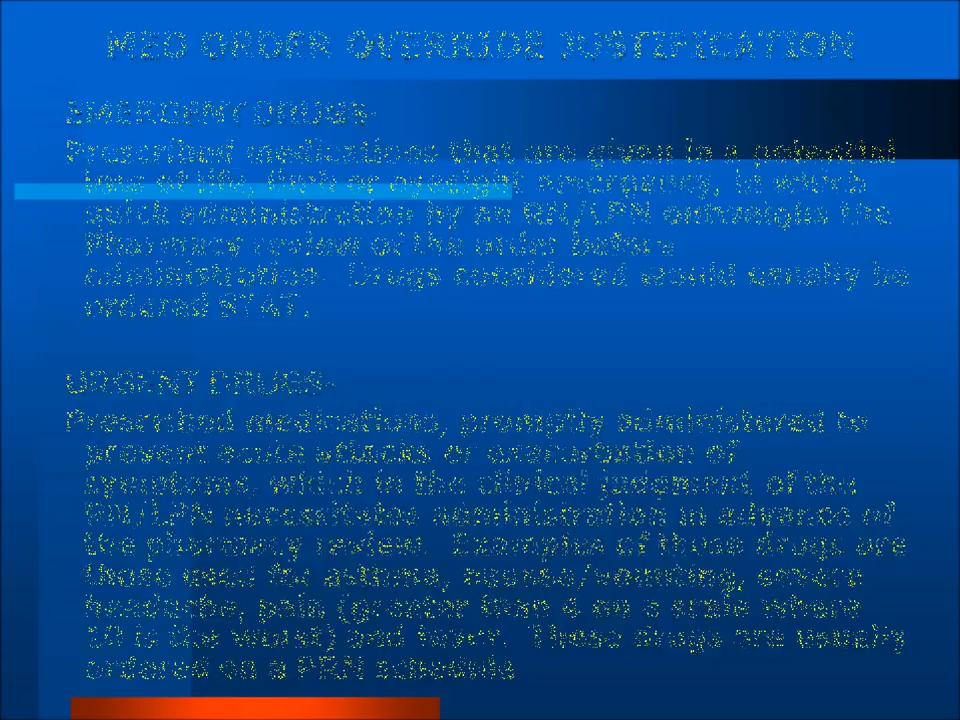 MED ORDER OVERRIDE JUSTIFICATION
EMERGENT DRUGS-
Prescribed medications that are given in a potential
loss of life, limb or eyesight emergency, in which
quick administration by an RN/LPN outweighs the
Pharmacy review of the order before
administration. Drugs considered would usually be
ordered STAT.
URGENT DRUGS-
Prescribed medications, promptly administered to
prevent acute attacks or exacerbation of
symptoms, which in the clinical judgment of the
RN/LPN necessitates administration in advance of
the pharmacy review. Examples of those drugs are
those used for asthma, nausea/vomiting, severe
headache, pain (greater than on a scale where
10 is the worst) and fever. These drugs are usually
ordered on a PRN schedule